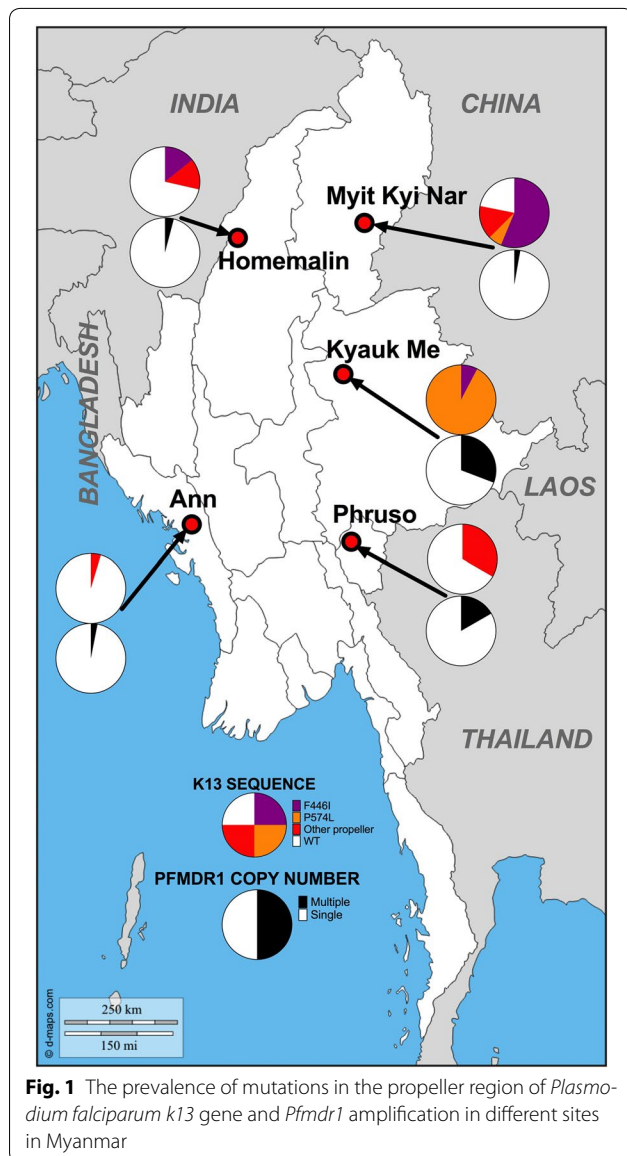 INDIA
CHINA
Myit Kyi Nar
Homemalin
BANGLADESH
Kyauk Me
LAOS
Ann
Phruso
THAILAND
K13 SEQUENCE
F446I
P574L
Other propeller
WT
PFMDR1 COPY NUMBER
Multiple
Single
250 km
150 mi
© d-maps.com
Fig. 1 The prevalence of mutations in the propeller region of Plasmo-
dium falciparum k13 gene and Pfmdr1 amplification in different sites
in Myanmar